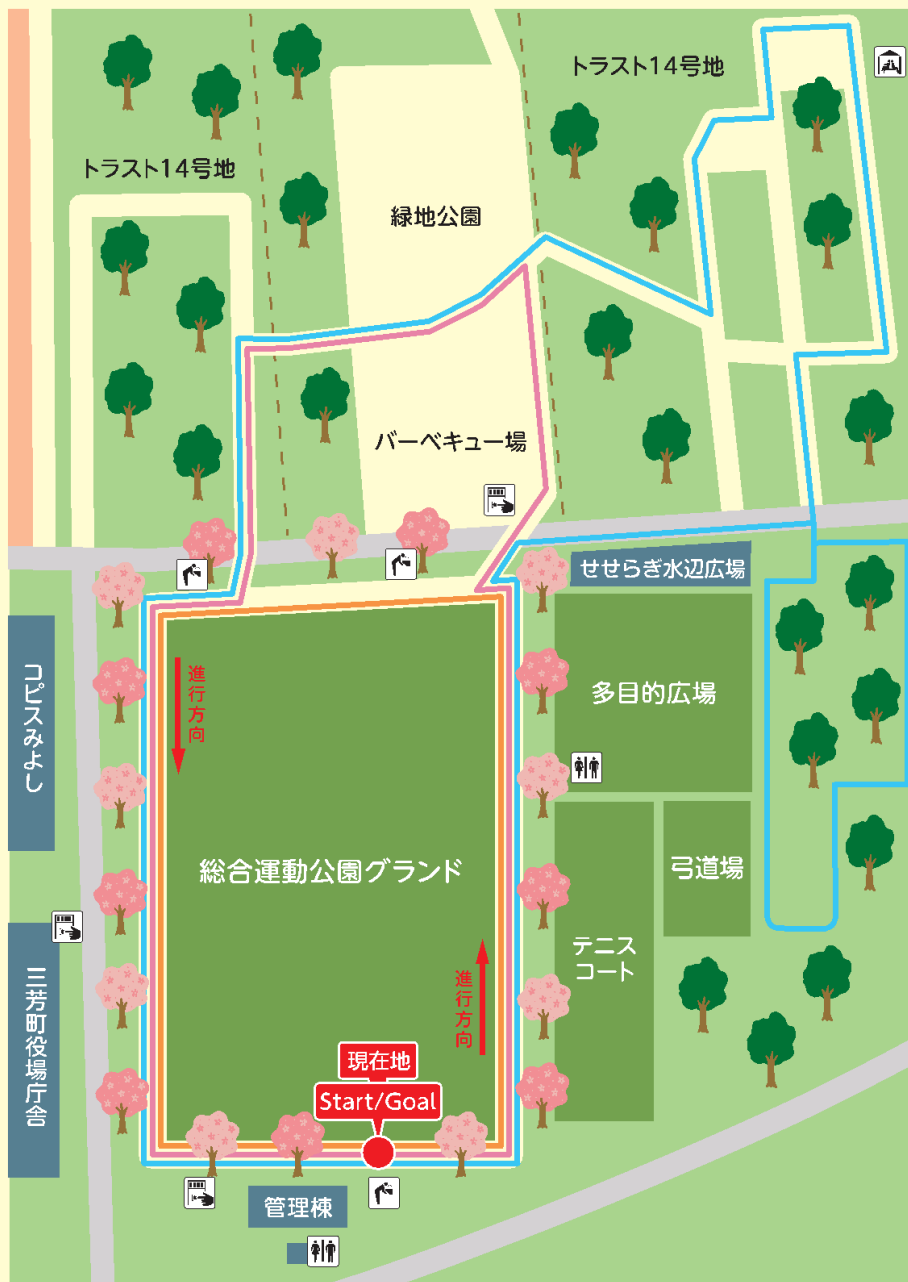 トラスト14号地
トラスト14号地
緑地公園
バーベキュー場
せせらぎ水辺広場
コピスみよし
進行方向
多目的広場
総合運動公園グランド
弓道場
テニス
コート
三芳町役場庁舎
進行方向
現在地
Start/Goal
管理棟